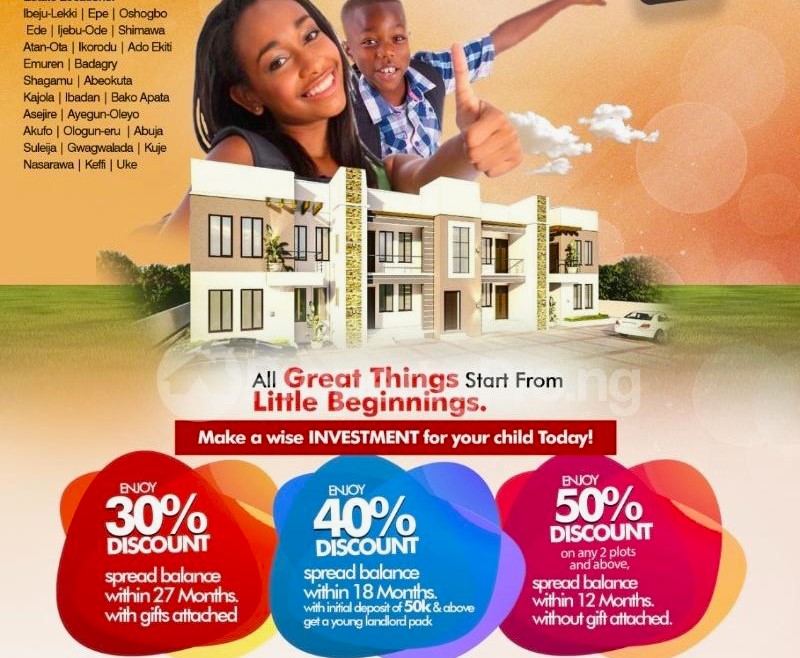 Ibeju-Lekki | Epe | Oshogbo
Ede | Ijebu-Ode | Shimawa
Atan-Ota | Ikorodu | Ado Ekiti
Emuren | Badagry
Shagamu | Abeokuta
Kajola | Ibadan | Bako Apata
Asejire | Ayegun-Oleyo
Akufo | Ologun-eru | Abuja
Suleija | Gwagwalada | Kuje
Nasarawa | Keffi | Uke
All Great Things Start From
Little Beginnings.
Make a wise INVESTMENT for your child Today!
ENJOY
30%
DISCOUNT
spread balance
within 27 Months.
with gifts attached
ENJOY
40%
DISCOUNT
spread balance
within 18 Months.
with initial deposit of 50k & above
get a young landlord pack
ENJOY
50%
DISCOUNT
on any 2 plots
and above,
spread balance
within 12 Months.
without gift attached.